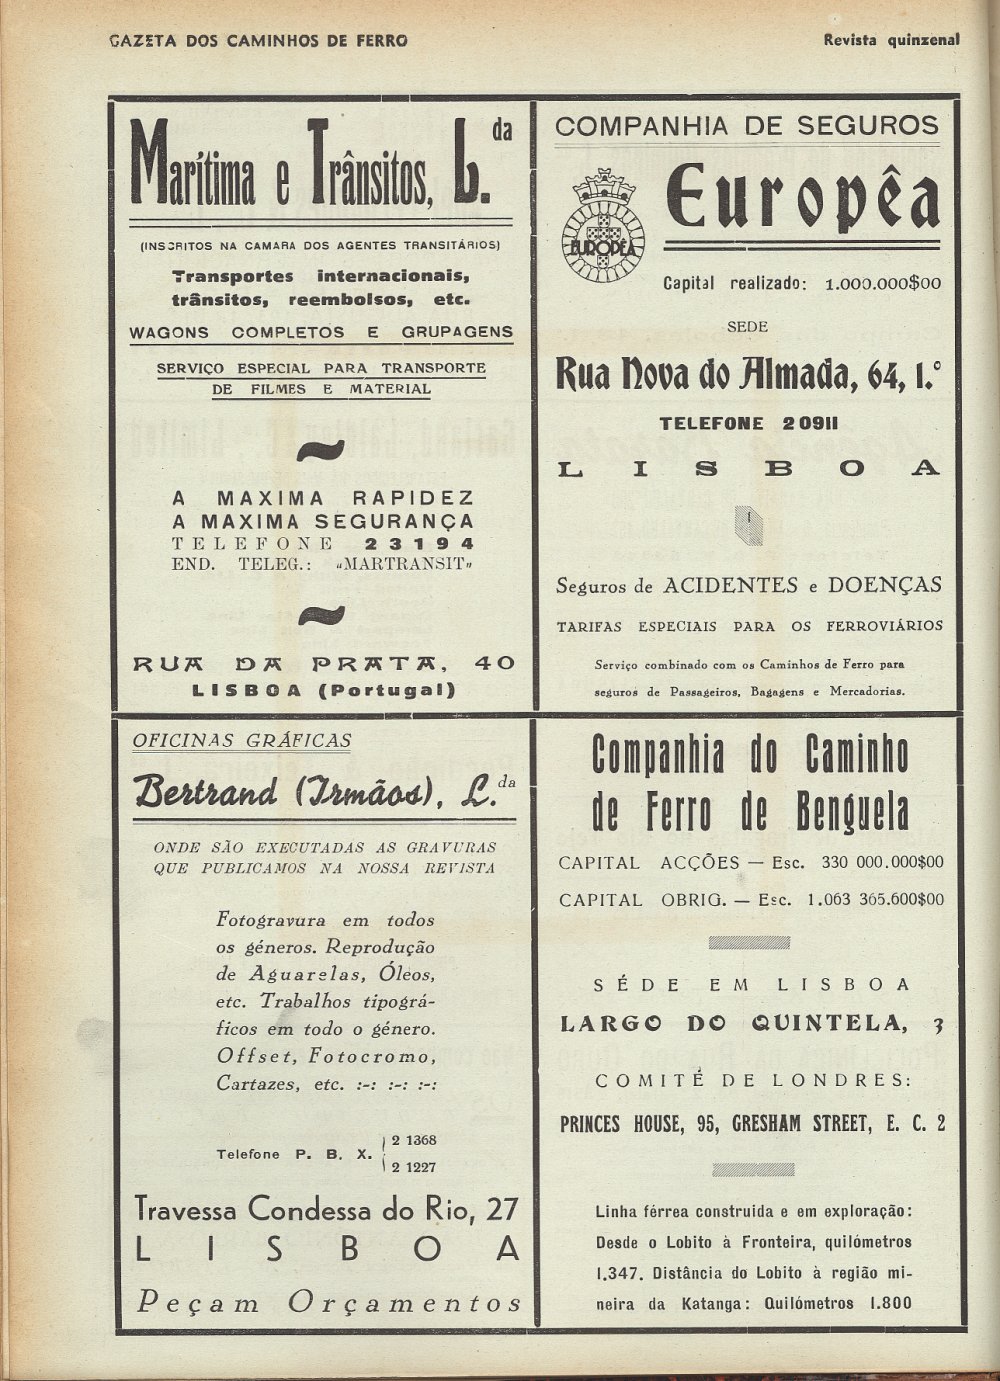 GAZETA DOS CAMINHOS DE FERRO
Revista quinzenal
Marítima e Trânsitos, L.da
(INSCRITOS NA CAMARA DOS AGENTES TRANSITÁRIOS)
Transportes internacionais,
trânsitos, reembolsos, etc.
WAGONS COMPLETOS E GRUPAGENS
SERVIÇO ESPECIAL PARA TRANSPORTE
DE FILMES E MATERIAL
A MAXIMA RAPIDEZ
A MAXIMA SEGURANÇA
TELEFONE 23194
END. TELEG.: «MARTRANSIT»
RUA DA PRATA, 40
LISBOA (Portugal)
COMPANHIA DE SEGUROS
Européa
EUROPÊA
Capital realizado: 1.000.000$00
SEDE
Rua Nova do Almada, 64, 1.º
TELEFONE 2 0911
LISBOA
Seguros de ACIDENTES e DOENÇAS
TARIFAS ESPECIAIS PARA OS FERROVIÁRIOS
Serviço combinado com os Caminhos de Ferro para
seguros de Passageiros, Bagagens e Mercadorias.
OFICINAS GRÁFICAS
Bertrand (Irmãos), L.da
ONDE SÃO EXECUTADAS AS GRAVURAS
QUE PUBLICAMOS NA NOSSA REVISTA
Fotogravura em todos
os géneros. Reprodução
de Aguarelas, Óleos,
etc. Trabalhos tipográ-
ficos em todo o género.
Offset, Fotocromo,
Cartazes, etc. :-: :-: :-:
Telefone P. B. X. 2 1368
2 1227
Travessa Condessa do Rio, 27
LISBOA
Peçam Orçamentos
Companhia do Caminho
de Ferro de Benguela
CAPITAL ACÇÕES — Esc. 330 000.000$00
CAPITAL OBRIG. — Esc. 1.063 365.600$00
SÉDE EM LISBOA
LARGO DO QUINTELA, 3
COMITÉ DE LONDRES:
PRINCES HOUSE, 95, GRESHAM STREET, E. C. 2
Linha férrea construida e em exploração:
Desde o Lobito à Fronteira, quilómetros
1.347. Distância do Lobito à região mi-
neira da Katanga: Quilómetros 1.800